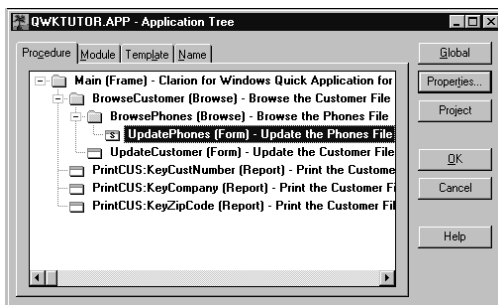 QWKTUTOR.APP - Application Tree
Procedure Module Template Name
Main (Frame) - Clarion for Windows Quick Application for
BrowseCustomer (Browse) - Browse the Customer File
BrowsePhones (Browse) - Browse the Phones File
UpdatePhones (Form) - Update the Phones File
UpdateCustomer (Form) - Update the Customer File
PrintCUS:KeyCustNumber (Report) - Print the Custome
PrintCUS:KeyCompany (Report) - Print the Customer Fi
PrintCUS:KeyZipCode (Report) - Print the Customer Fil
Global
Properties...
Project
OK
Cancel
Help